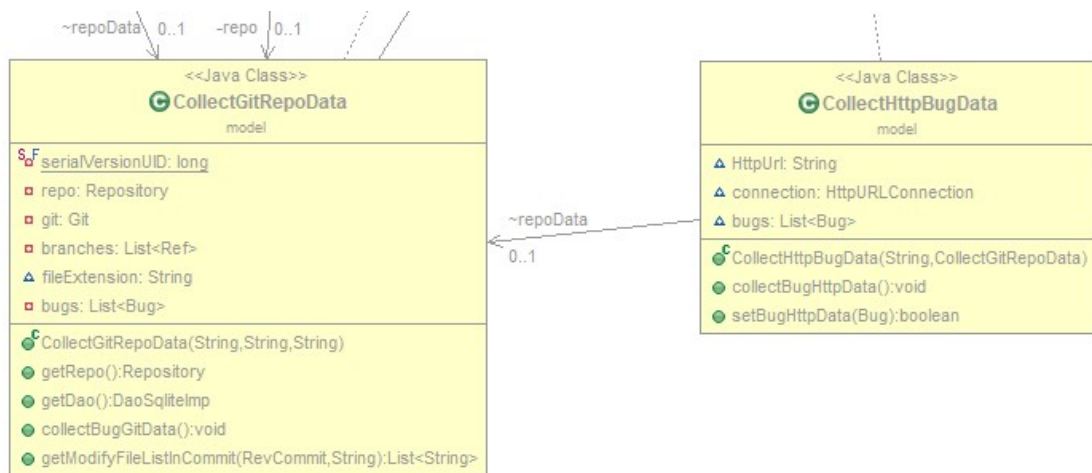 ~repoData 0..1 -repo 0..1
<<Java Class>>
CollectGitRepoData
model
serialVersionUID: long
repo: Repository
git: Git
branches: List<Ref>
fileExtension: String
bugs: List<Bug>
CollectGitRepoData(String,String,String)
getRepo():Repository
getDao():DaoSqliteImp
collectBugGitData():void
getModifyFileListInCommit(RevCommit,String):List<String>
~repoData
0..1
<<Java Class>>
CollectHttpBugData
model
HttpUrl: String
connection: HttpURLConnection
bugs: List<Bug>
CollectHttpBugData(String,CollectGitRepoData)
collectBugHttpData():void
setBugHttpData(Bug):boolean